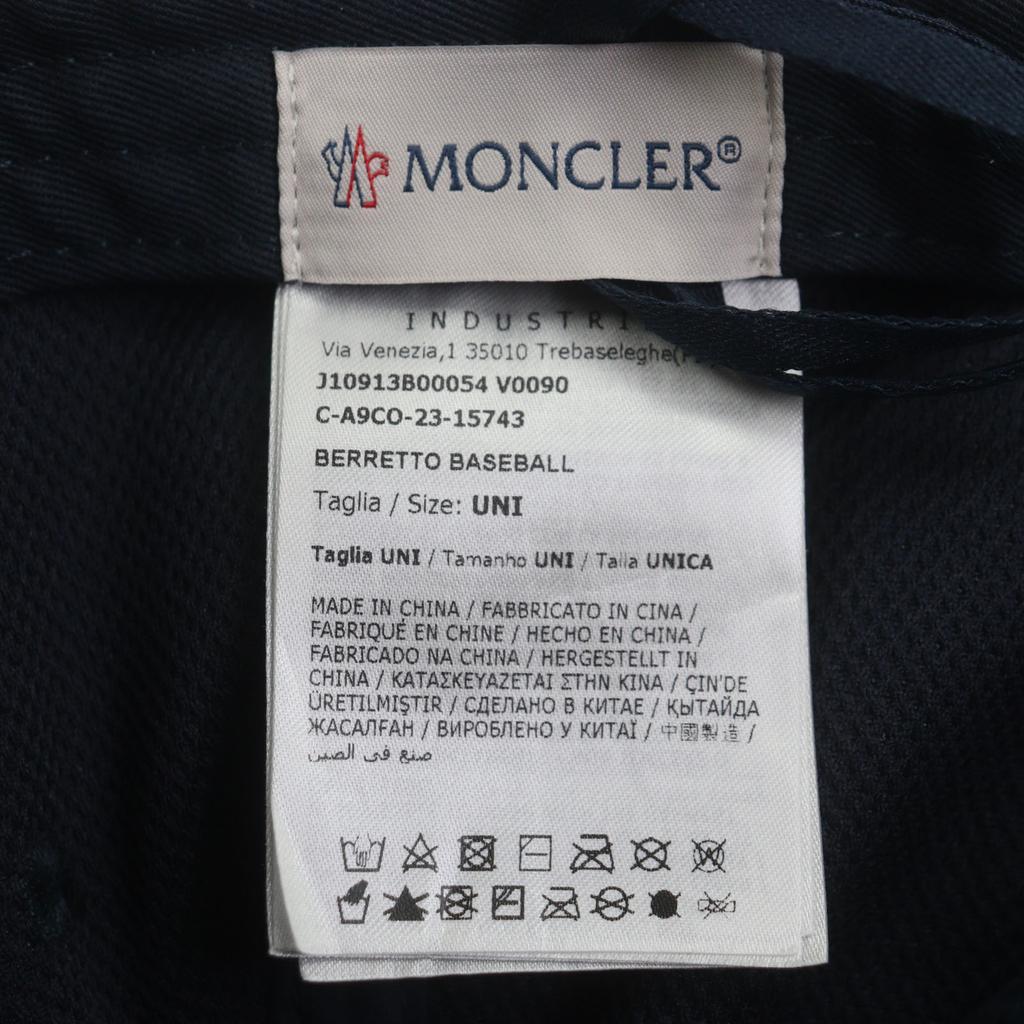 MONCLER®
INDUSTRI
Via Venezia,1 35010 Trebaseleghe(P
J10913B00054 V0090
C-A9CO-23-15743
BERRETTO BASEBALL
Taglia / Size: UNI
Taglia UNI / Tamanho UNI / Talla UNICA
MADE IN CHINA / FABBRICATO IN CINA /
FABRIQUÉ EN CHINE / HECHO EN CHINA /
FABRICADO NA CHINA / HERGESTELLT IN
CHINA / ΚΑΤΑΣΚΕΥΑΖΕΤΑΙ ΣΤΗΝ ΚΙΝΑ / ÇIN'DE
ÜRETILMIŞTIR / СДЕЛАНО В КИТАЕ / ҚЫТАЙДА
ЖАСАЛҒАН / ВИРОБЛЕНО У КИТАЇ / 中國製造 /
صنع في الصين